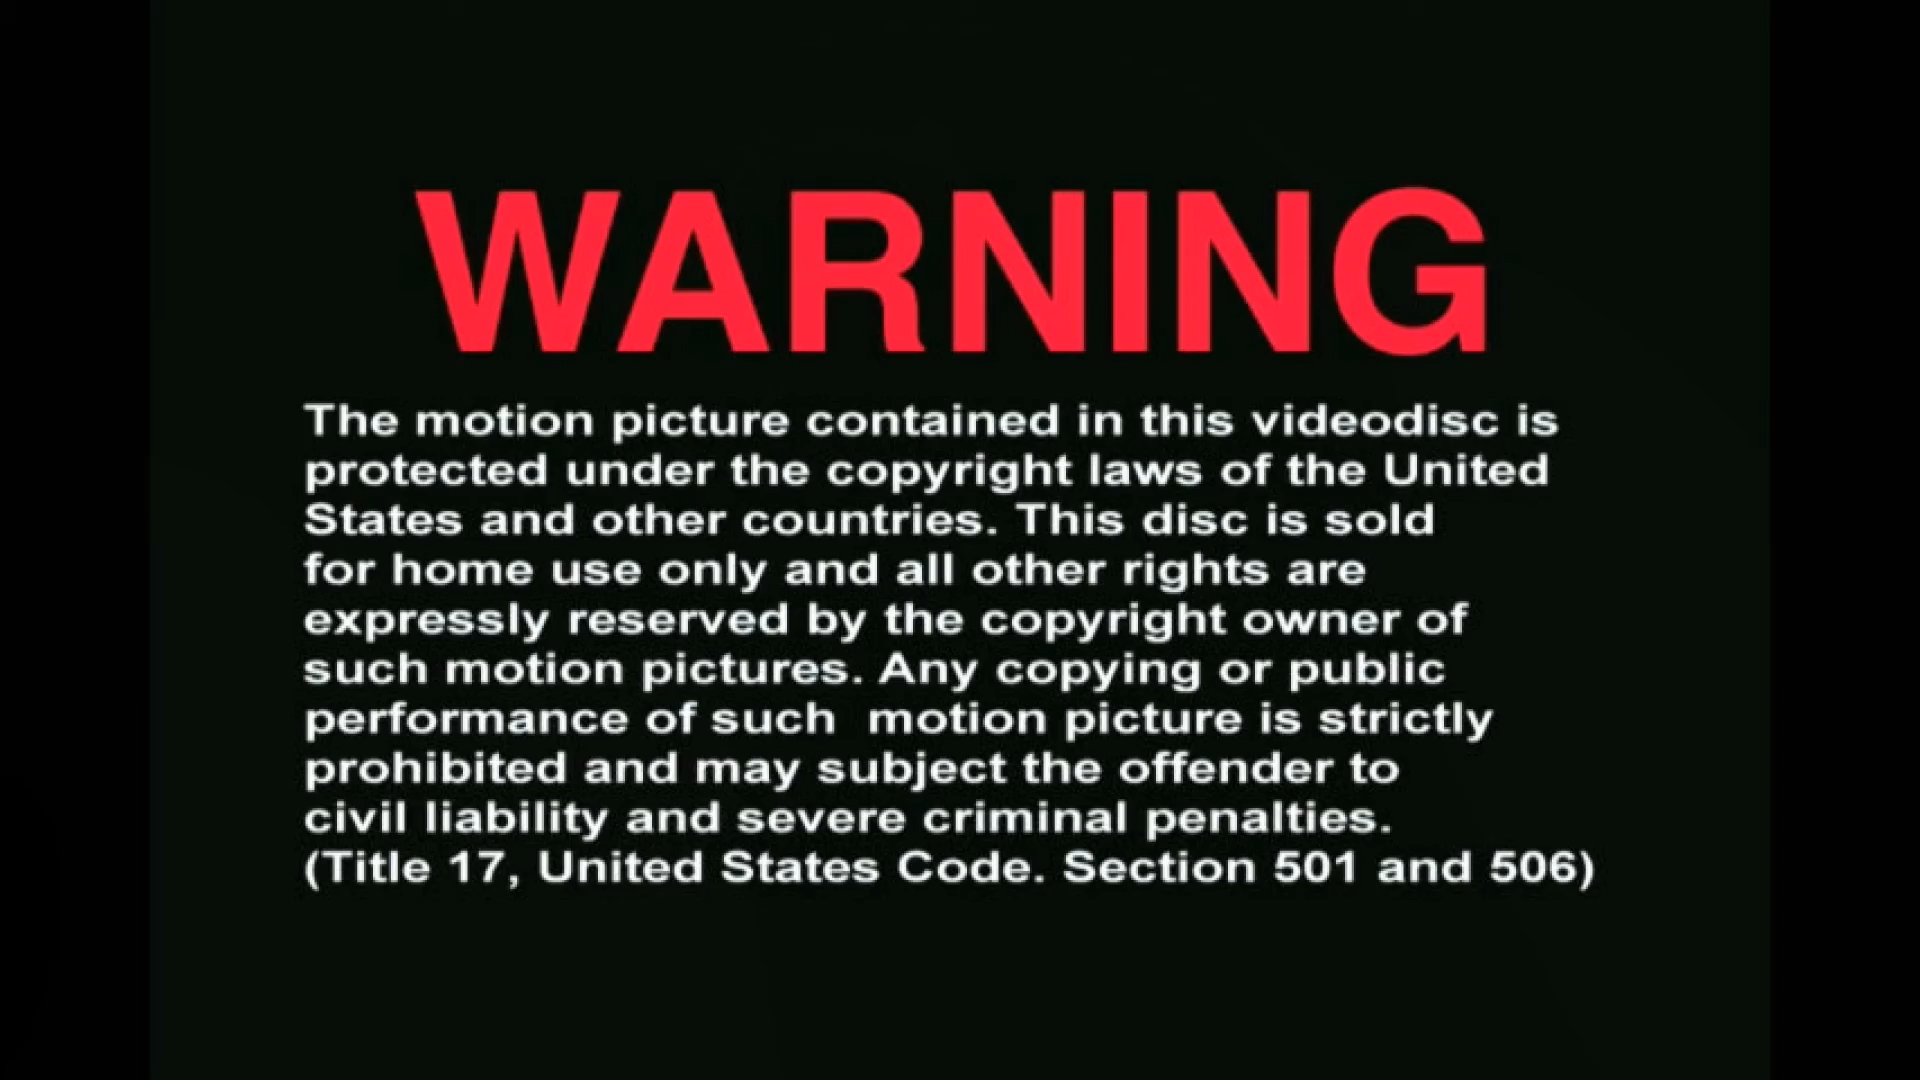 WARNING
The motion picture contained in this videodisc is
protected under the copyright laws of the United
States and other countries. This disc is sold
for home use only and all other rights are
expressly reserved by the copyright owner of
such motion pictures. Any copying or public
performance of such  motion picture is strictly
prohibited and may subject the offender to
civil liability and severe criminal penalties.
(Title 17, United States Code. Section 501 and 506)